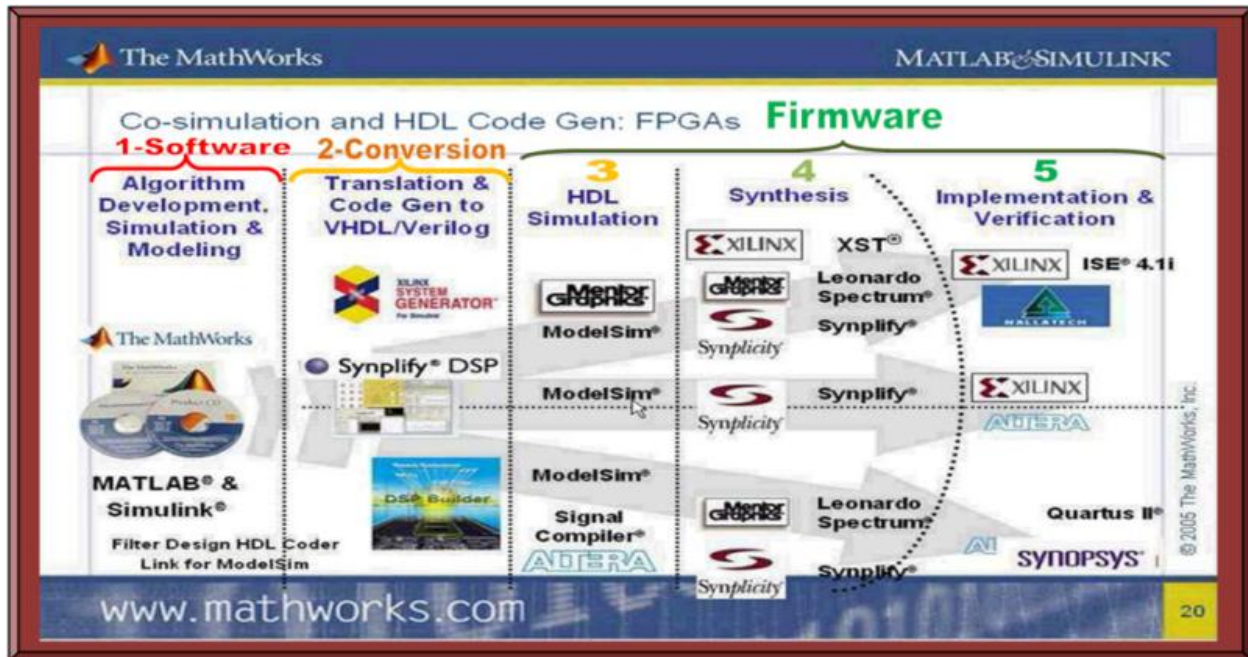 The MathWorks
MATLAB&SIMULINK
Co-simulation and HDL Code Gen: FPGAs
Firmware
1-Software
2-Conversion
3
4
5
Algorithm
Development,
Simulation &
Modeling
Translation &
Code Gen to
VHDL/Verilog
HDL
Simulation
Synthesis
Implementation &
Verification
XILINX
SYSTEM
GENERATOR
For Simulink
Mentor
Graphics
ModelSim®
XILINX
XST®
Mentor
Graphics
Leonardo
Spectrum®
Synplicity
Synplify®
XILINX
ISE® 4.1i
NALLATECH
The MathWorks
Synplify® DSP
ModelSim®
Synplicity
Synplify®
XILINX
ALTERA
MATLAB® &
Simulink®
DSP Builder
ModelSim®
Signal
Compiler®
ALTERA
Mentor
Graphics
Leonardo
Spectrum®
Synplicity
Synplify®
Quartus II®
SYNOPSYS
Filter Design HDL Coder
Link for ModelSim
© 2005 The MathWorks, Inc.
www.mathworks.com
20